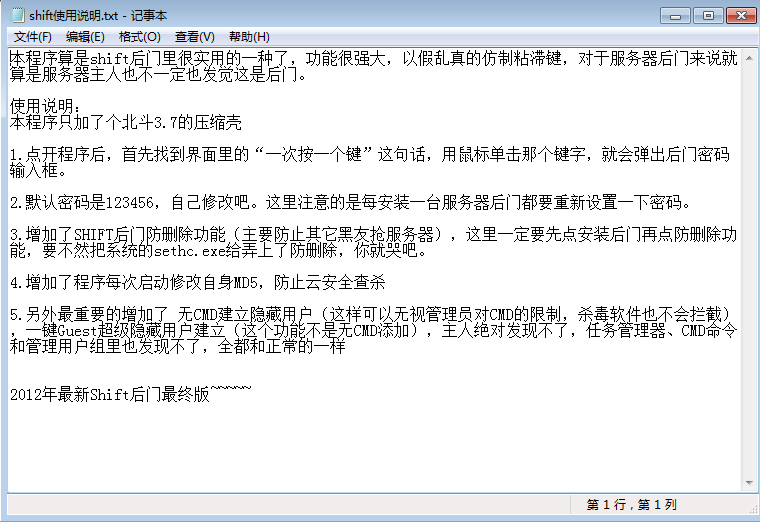 shift使用说明.txt - 记事本
文件(F) 编辑(E) 格式(O) 查看(V) 帮助(H)
本程序算是shift后门里很实用的一种了，功能很强大，以假乱真的仿制粘滞键，对于服务器后门来说就
算是服务器主人也不一定也发觉这是后门。
使用说明：
本程序只加了个北斗3.7的压缩壳
1.点开程序后，首先找到界面里的“一次按一个键”这句话，用鼠标单击那个键字，就会弹出后门密码
输入框。
2.默认密码是123456，自己修改吧。这里注意的是每安装一台服务器后门都要重新设置一下密码。
3.增加了SHIFT后门防删除功能（主要防止其它黑友抢服务器），这里一定要先点安装后门再点防删除功
能，要不然把系统的sethc.exe给弄上了防删除，你就哭吧。
4.增加了程序每次启动修改自身MD5，防止云安全查杀
5.另外最重要的增加了 无CMD建立隐藏用户（这样可以无视管理员对CMD的限制，杀毒软件也不会拦截）
，一键Guest超级隐藏用户建立（这个功能不是无CMD添加），主人绝对发现不了，任务管理器、CMD命令
和管理用户组里也发现不了，全都和正常的一样
2012年最新Shift后门最终版~~~~~
第 1 行，第 1 列